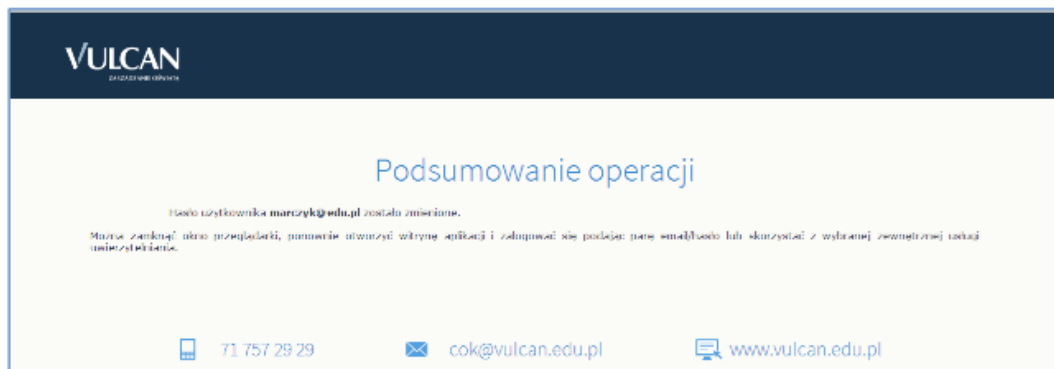 VULCAN
ZARZĄDZANIE OŚWIATĄ
Podsumowanie operacji
Hasło użytkownika marczyk@edu.pl zostało zmienione.
Można zamknąć okno przeglądarki, ponownie otworzyć witrynę aplikacji i zalogować się podając parę email/hasło lub skorzystać z wybranej zewnętrznej usługi
uwierzytelniania.
71 757 29 29 cok@vulcan.edu.pl www.vulcan.edu.pl